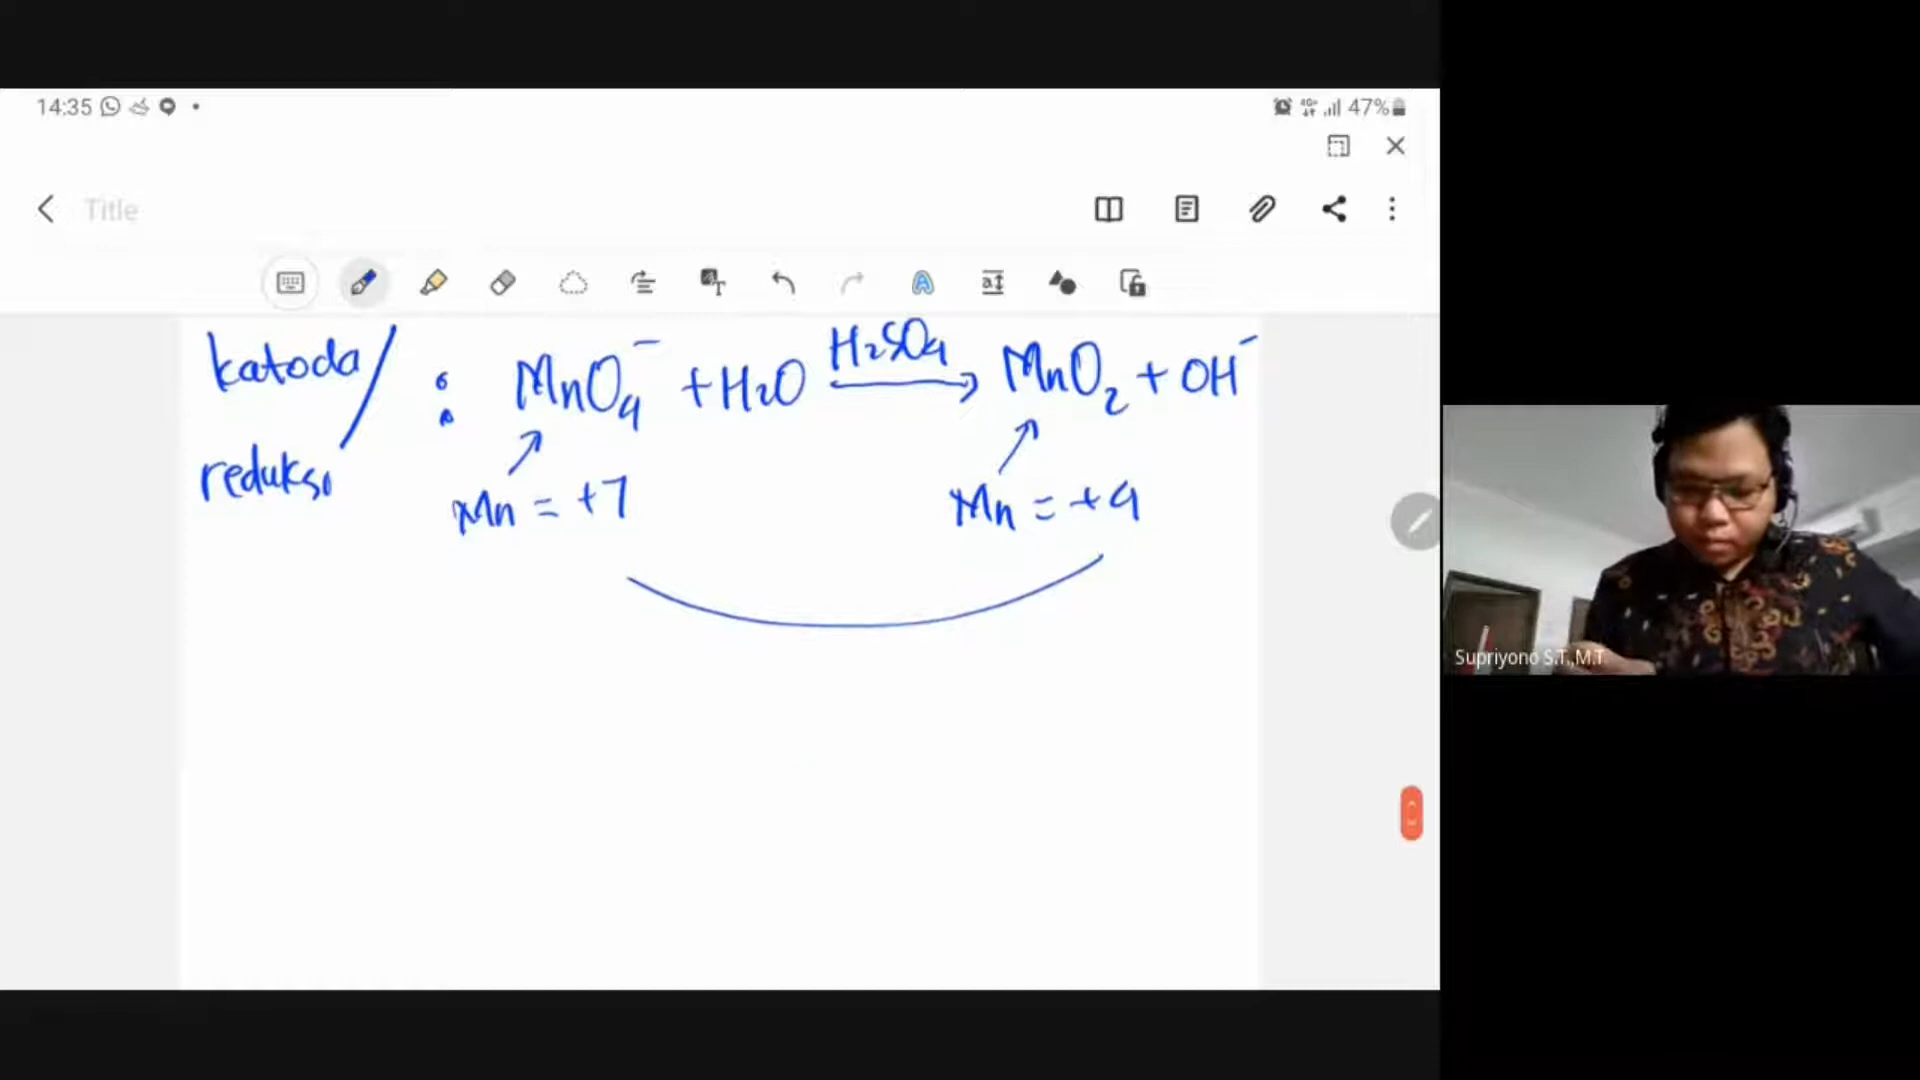 14:35 47%
Title
katoda/ : MnO₄⁻ + H₂O H₂SO₄ → MnO₂ + OH⁻
reduksi Mn = +7 Mn = +4
Supriyono S.T.,M.T